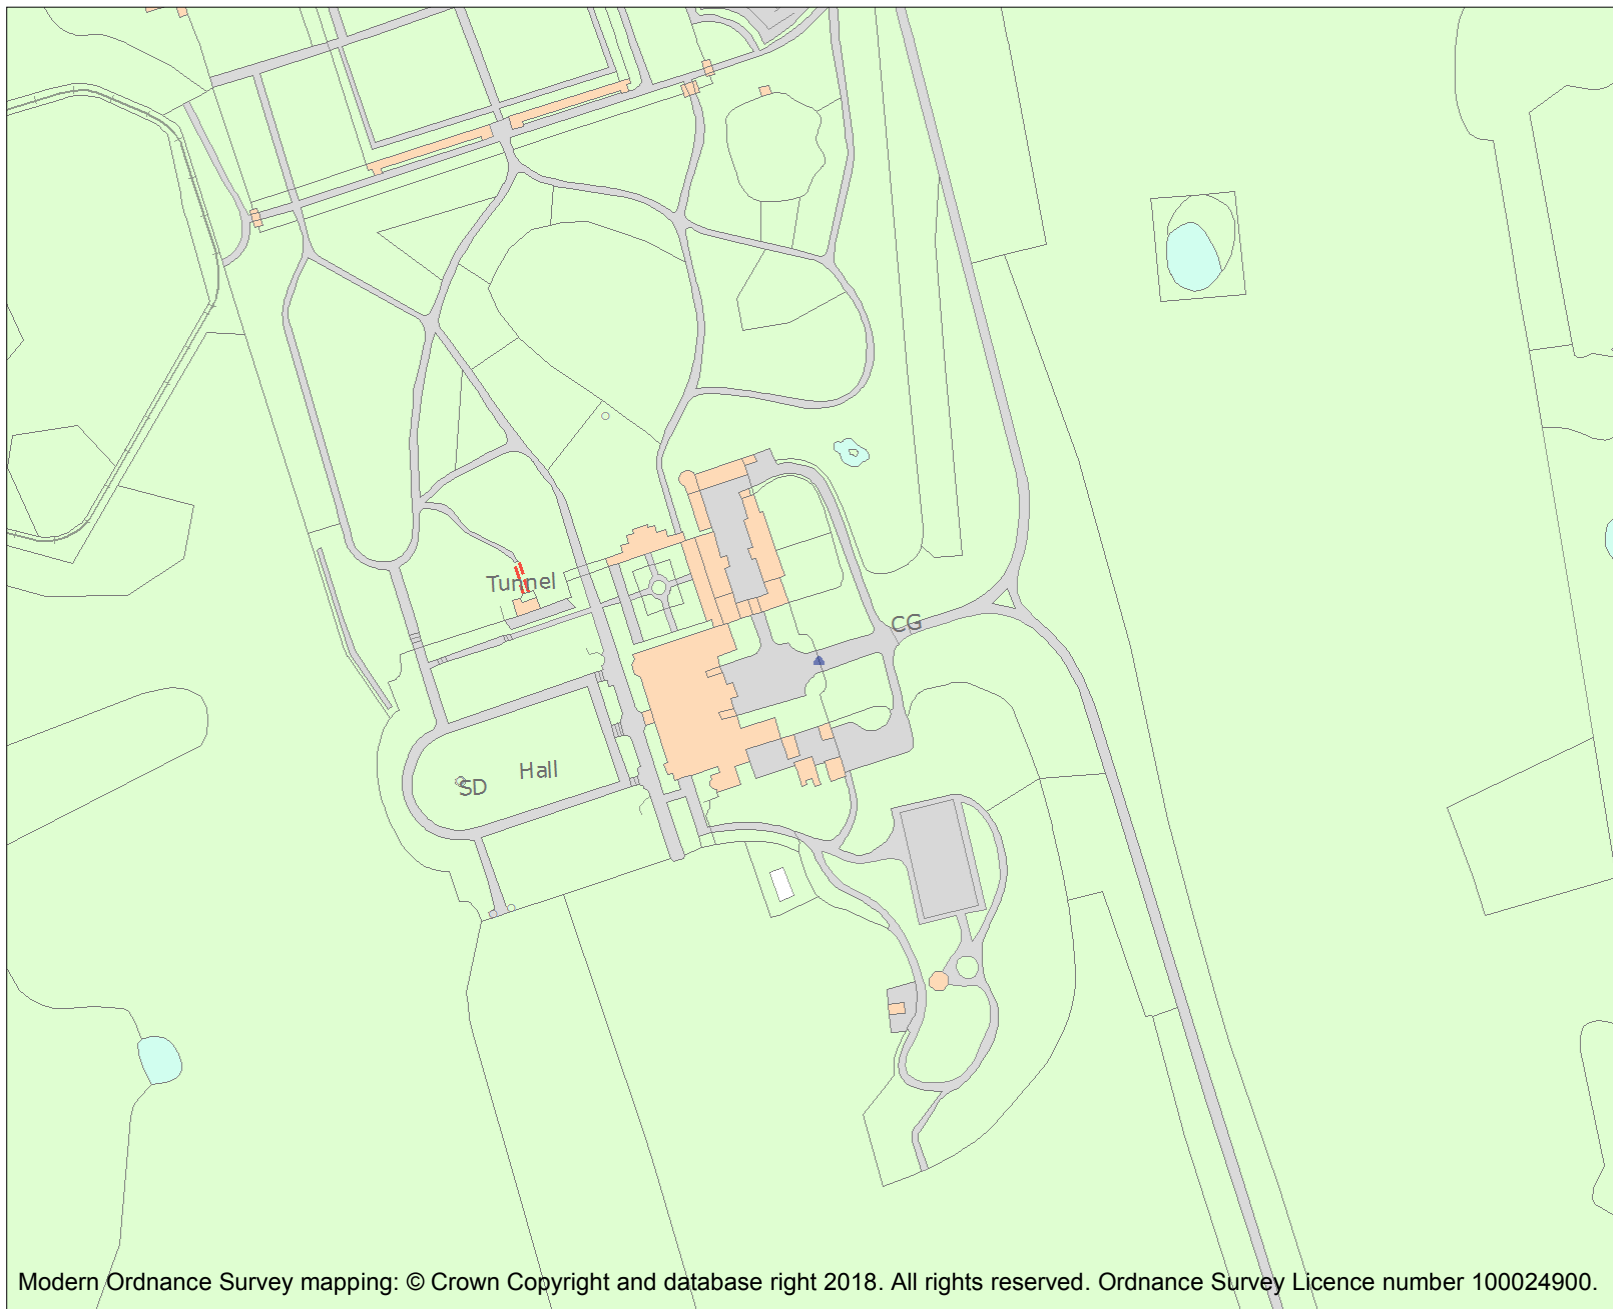 Tunnel
CG
Hall
SD
Modern Ordnance Survey mapping: © Crown Copyright and database right 2018. All rights reserved. Ordnance Survey Licence number 100024900.